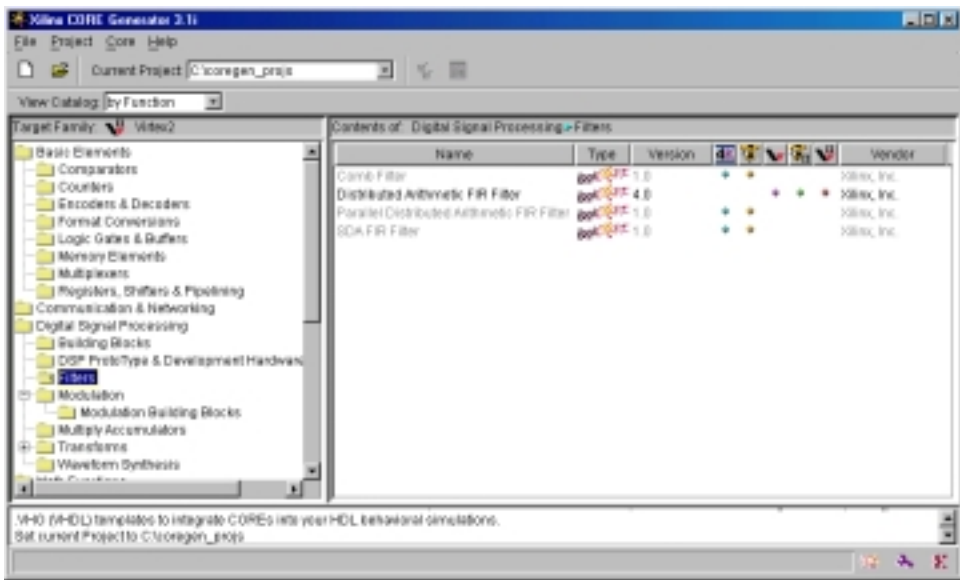 Xilinx CORE Generator 3.1i
File Project Core Help
Current Project: C:\coregen_projs
View Catalog: by Function
Target Family: Virtex2
Contents of: Digital Signal Processing Filters
Basic Elements
Comparators
Counters
Encoders & Decoders
Format Conversions
Logic Gates & Buffers
Memory Elements
Multiplexers
Registers, Shifters & Pipelining
Communication & Networking
Digital Signal Processing
Building Blocks
DSP ProtoType & Development Hardware
Filters
Modulation
Modulation Building Blocks
Multiply Accumulators
Transforms
Waveform Synthesis
Math Functions
Name Type Version Vendor
Comb Filter 1.0 Xilinx, Inc.
Distributed Arithmetic FIR Filter 4.0 Xilinx, Inc.
Parallel Distributed Arithmetic FIR Filter 1.0 Xilinx, Inc.
SDA FIR Filter 1.0 Xilinx, Inc.
.VHO (VHDL) templates to integrate COREs into your HDL behavioral simulations.
Set current Project to C:\coregen_projs